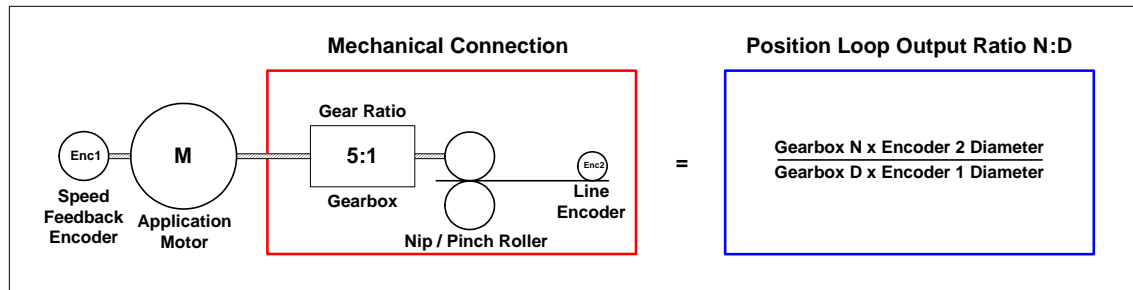 Mechanical Connection
Position Loop Output Ratio N:D
Gear Ratio
Enc1
M
5:1
Enc2
=
Gearbox N x Encoder 2 Diameter
Gearbox D x Encoder 1 Diameter
Speed
Feedback
Encoder
Application
Motor
Gearbox
Line
Encoder
Nip / Pinch Roller